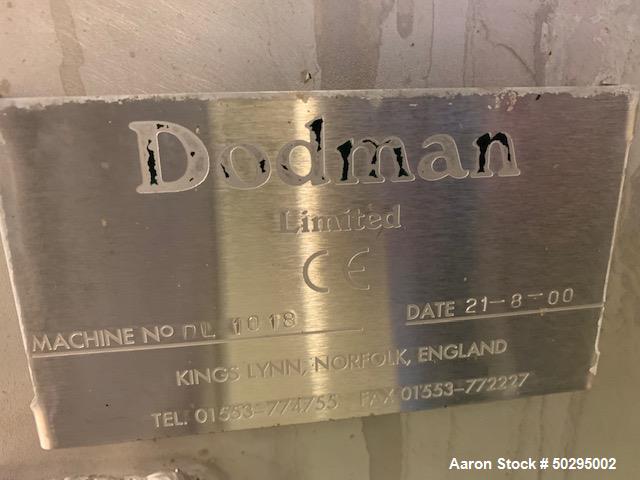 Dodman
Limited
CE
MACHINE NO DL 1018
DATE 21-8-00
KINGS LYNN, NORFOLK, ENGLAND
TEL. 01553-774755 FAX 01553-772227
Aaron Stock # 50295002